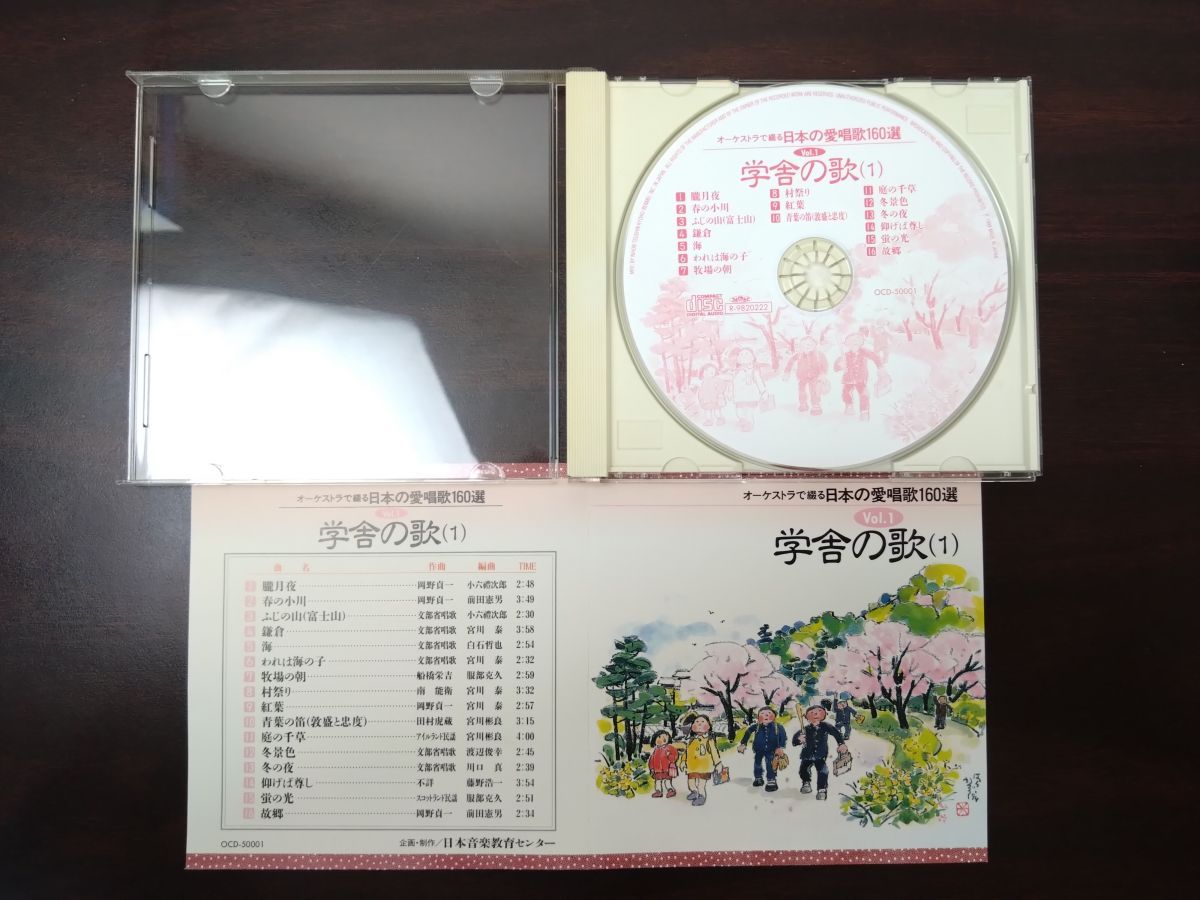 オーケストラで綴る日本の愛唱歌160選
Vol.1
学舎の歌(1)
1 朧月夜
2 春の小川
3 ふじの山(富士山)
4 鎌倉
5 海
6 われは海の子
7 牧場の朝
8 村祭り
9 紅葉
10 青葉の笛(敦盛と忠度)
11 庭の千草
12 冬景色
13 冬の夜
14 仰げば尊し
15 蛍の光
16 故郷
COMPACT
disc
DIGITAL AUDIO
R-9820222
OCD-50001
オーケストラで綴る日本の愛唱歌160選
Vol.1
学舎の歌(1)
曲名 作曲 編曲 TIME
1 朧月夜 岡野貞一 小六禮次郎 2:48
2 春の小川 岡野貞一 前田憲男 3:49
3 ふじの山(富士山) 文部省唱歌 小六禮次郎 2:30
4 鎌倉 文部省唱歌 宮川 泰 3:58
5 海 文部省唱歌 白石哲也 2:54
6 われは海の子 文部省唱歌 宮川 泰 2:32
7 牧場の朝 船橋栄吉 服部克久 2:59
8 村祭り 南 能衛 宮川 泰 3:32
9 紅葉 岡野貞一 宮川 泰 2:57
10 青葉の笛(敦盛と忠度) 田村虎蔵 宮川彬良 3:15
11 庭の千草 アイルランド民謡 宮川彬良 4:00
12 冬景色 文部省唱歌 渡辺俊幸 2:45
13 冬の夜 文部省唱歌 川口 真 2:39
14 仰げば尊し 不詳 藤野浩一 3:54
15 蛍の光 スコットランド民謡 服部克久 2:51
16 故郷 岡野貞一 前田憲男 2:34
OCD-50001
企画・制作/日本音楽教育センター
オーケストラで綴る日本の愛唱歌160選
Vol.1
学舎の歌(1)